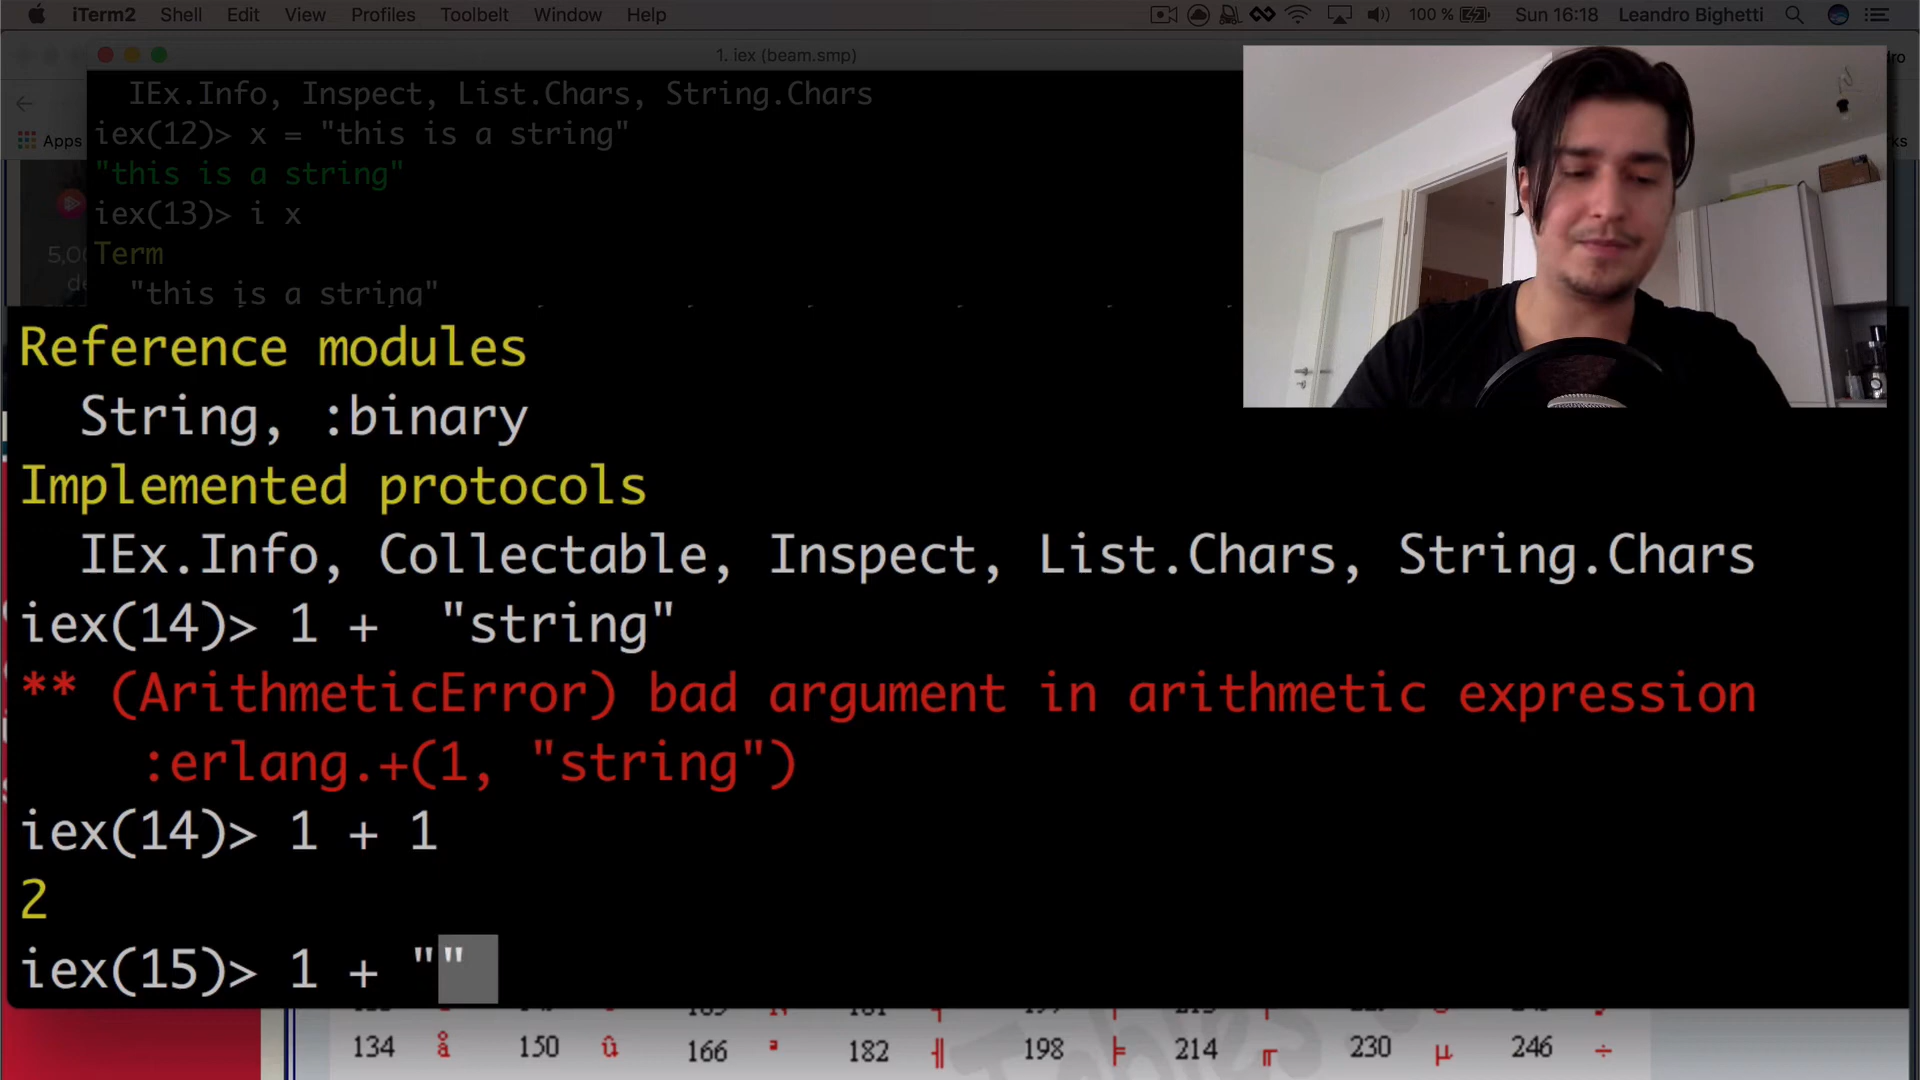 iTerm2 Shell Edit View Profiles Toolbelt Window Help 100 % Sun 16:18 Leandro Bighetti
1. iex (beam.smp)
IEx.Info, Inspect, List.Chars, String.Chars
Apps
iex(12)> x = "this is a string"
"this is a string"
iex(13)> i x
Term
"this is a string"
Reference modules
String, :binary
Implemented protocols
IEx.Info, Collectable, Inspect, List.Chars, String.Chars
iex(14)> 1 +  "string"
** (ArithmeticError) bad argument in arithmetic expression
:erlang.+(1, "string")
iex(14)> 1 + 1
2
iex(15)> 1 + ""
134 å 150 û 166 ª 182 ╢ 198 ╞ 214 ╓ 230 µ 246 ÷